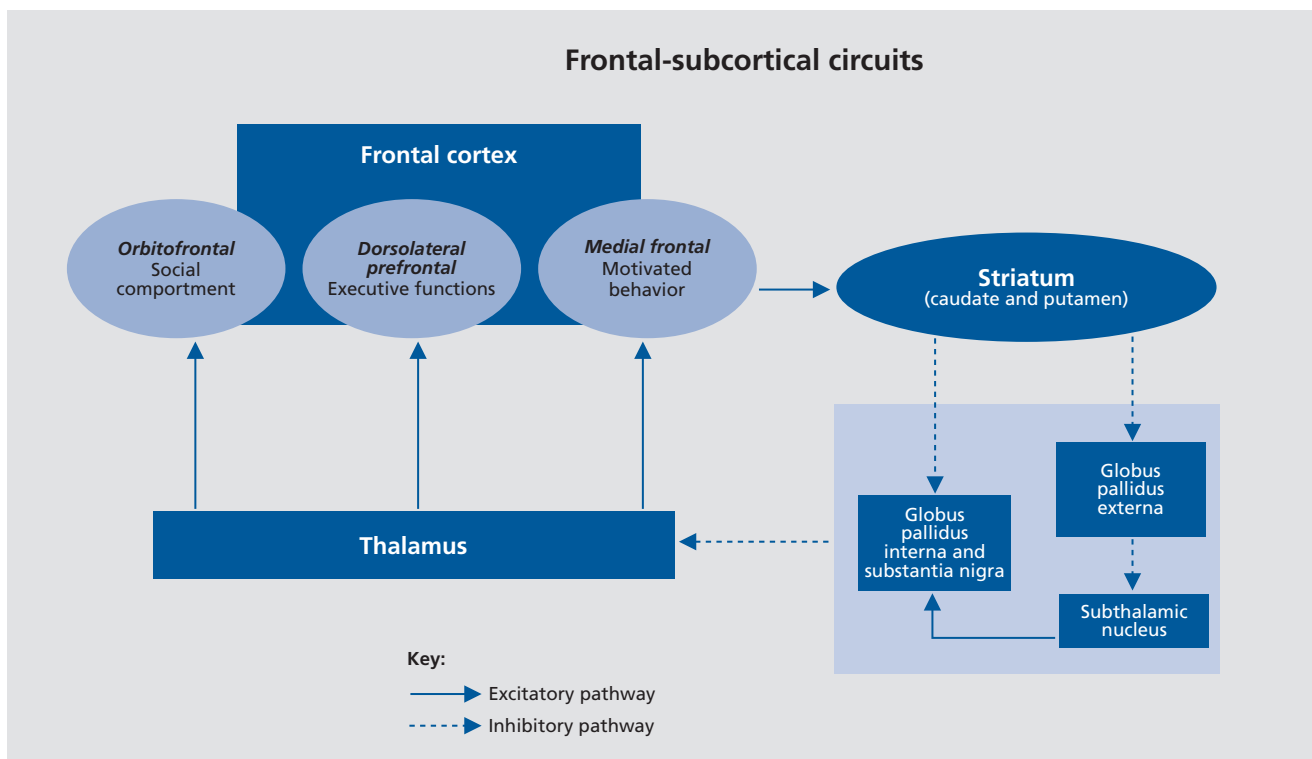 Frontal-subcortical circuits
Frontal cortex
Orbitofrontal
Social
comportment
Dorsolateral
prefrontal
Executive functions
Medial frontal
Motivated
behavior
Striatum
(caudate and putamen)
Globus
pallidus
externa
Globus
pallidus
interna and
substantia nigra
Subthalamic
nucleus
Thalamus
Key:
Excitatory pathway
Inhibitory pathway